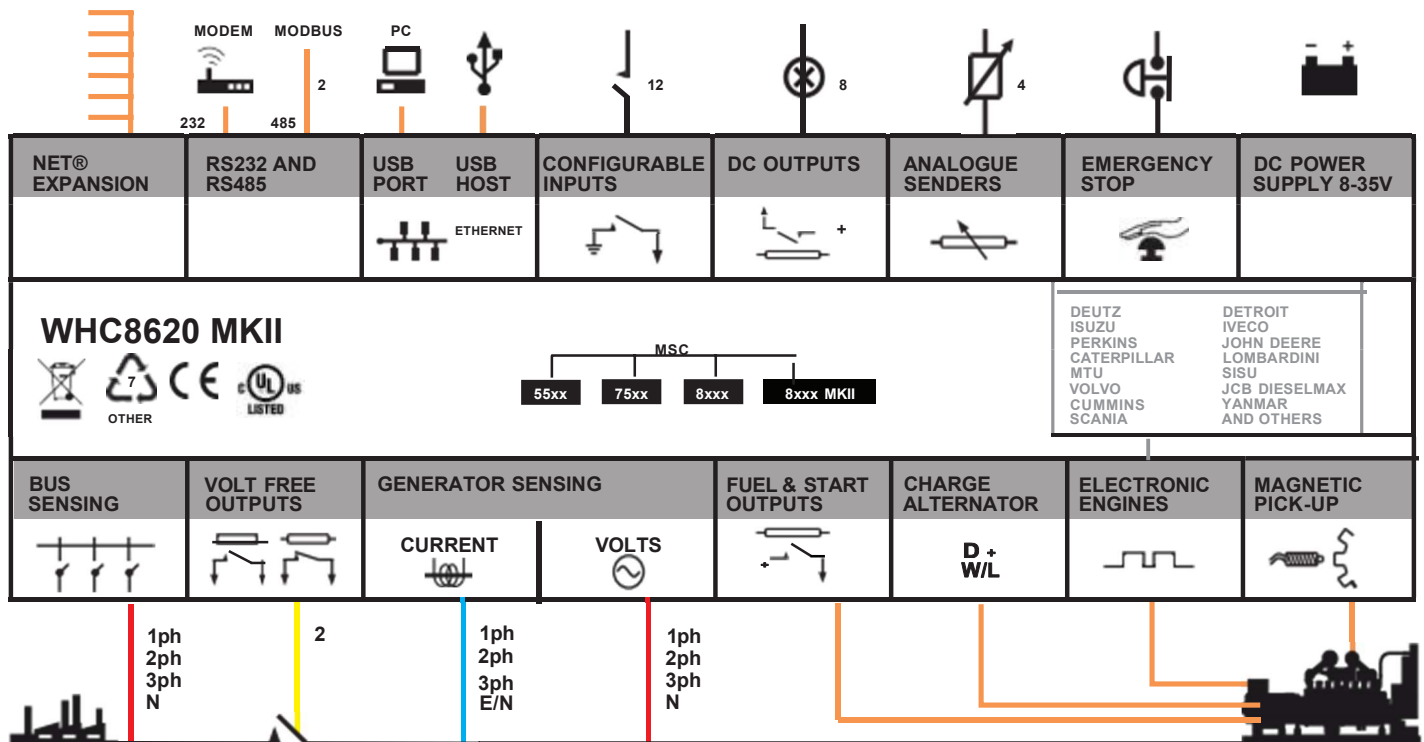 MODEM MODBUS PC
2 12 8 4 - +
232 485
NET® EXPANSION
RS232 AND RS485
USB PORT
USB HOST
ETHERNET
CONFIGURABLE INPUTS
DC OUTPUTS
+
ANALOGUE SENDERS
EMERGENCY STOP
DC POWER SUPPLY 8-35V
WHC8620 MKII
7
OTHER
CE
C UL US
LISTED
MSC
55xx 75xx 8xxx 8xxx MKII
DEUTZ
ISUZU
PERKINS
CATERPILLAR
MTU
VOLVO
CUMMINS
SCANIA
DETROIT
IVECO
JOHN DEERE
LOMBARDINI
SISU
JCB DIESELMAX
YANMAR
AND OTHERS
BUS SENSING
VOLT FREE OUTPUTS
GENERATOR SENSING
CURRENT
VOLTS
FUEL & START OUTPUTS
+
CHARGE ALTERNATOR
D +
W/L
ELECTRONIC ENGINES
MAGNETIC PICK-UP
1ph
2ph
3ph
N
2
1ph
2ph
3ph
E/N
1ph
2ph
3ph
N